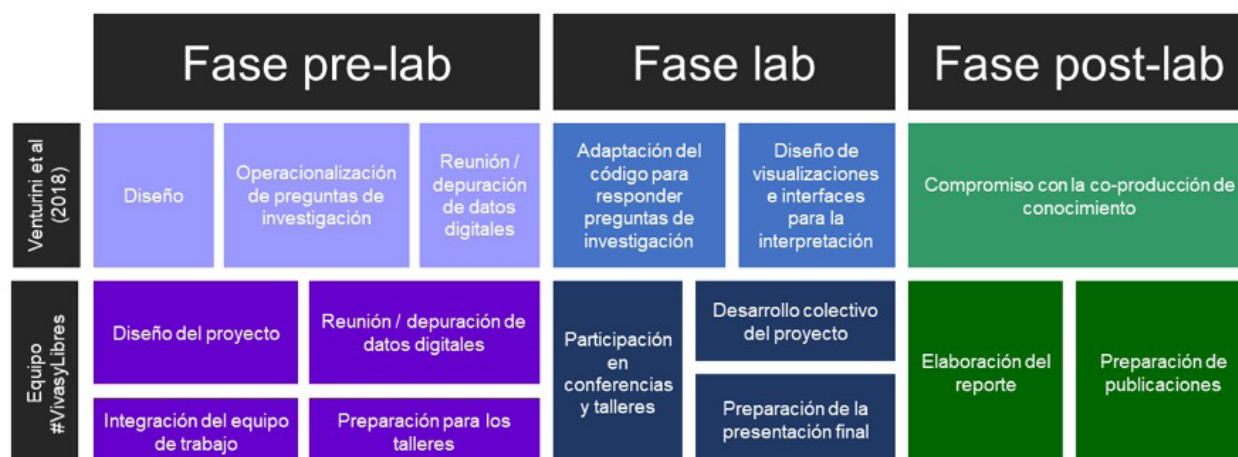 Fase pre-lab
Fase lab
Fase post-lab
Venturini et al
(2018)
Diseño
Operacionalización
de preguntas de
investigación
Reunión /
depuración
de datos
digitales
Adaptación del
código para
responder
preguntas de
investigación
Diseño de
visualizaciones
e interfaces
para la
interpretación
Compromiso con la co-producción de
conocimiento
Equipo
#VivasyLibres
Diseño del proyecto
Reunión / depuración de
datos digitales
Integración del equipo
de trabajo
Preparación para los
talleres
Participación
en
conferencias
y talleres
Desarrollo colectivo
del proyecto
Preparación de la
presentación final
Elaboración del
reporte
Preparación de
publicaciones